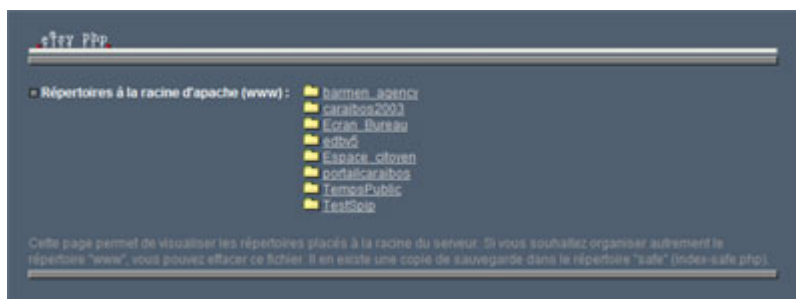 Répertoires à la racine d'apache (www) :
barmen_agency
caraibos2003
Ecran_Bureau
edbv5
Espace_citoyen
portailcaraibos
TempsPublic
TestSpip
Cette page permet de visualiser les répertoires placés à la racine du serveur. Si vous souhaitez organiser autrement le
répertoire "www", vous pouvez effacer ce fichier. Il en existe une copie de sauvegarde dans le répertoire "safe" (index-safe.php).